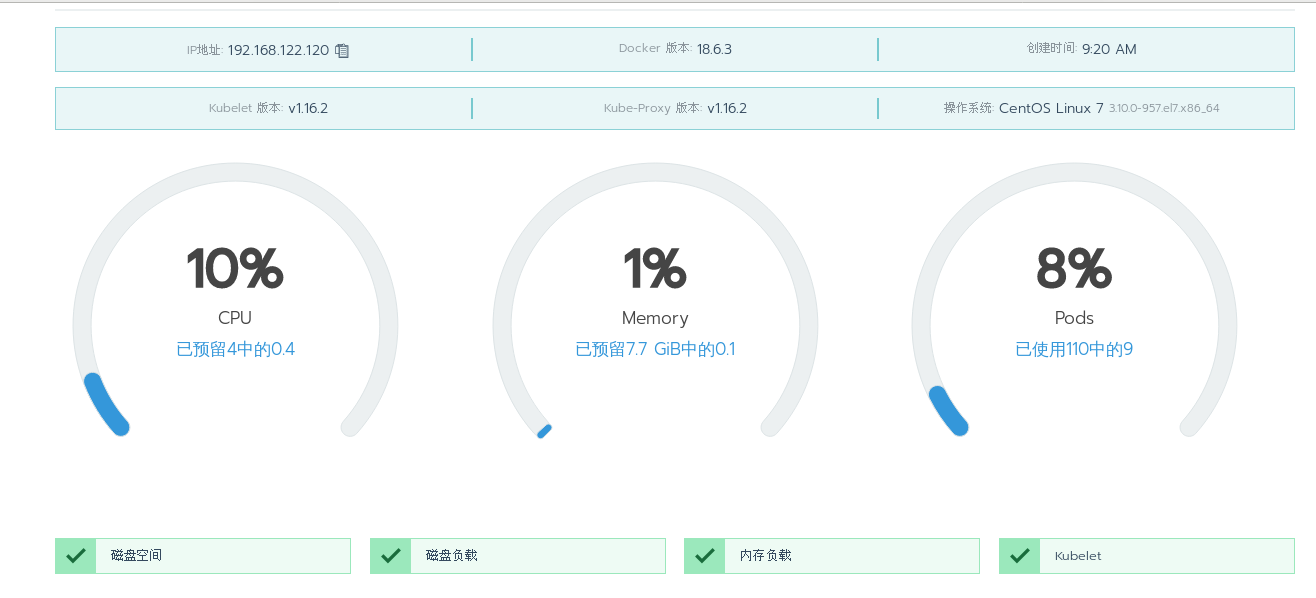 IP地址: 192.168.122.120
Docker 版本: 18.6.3
创建时间: 9:20 AM
Kubelet 版本: v1.16.2
Kube-Proxy 版本: v1.16.2
操作系统: CentOS Linux 7 3.10.0-957.el7.x86_64
10%
CPU
已预留4中的0.4
1%
Memory
已预留7.7 GiB中的0.1
8%
Pods
已使用110中的9
磁盘空间
磁盘负载
内存负载
Kubelet